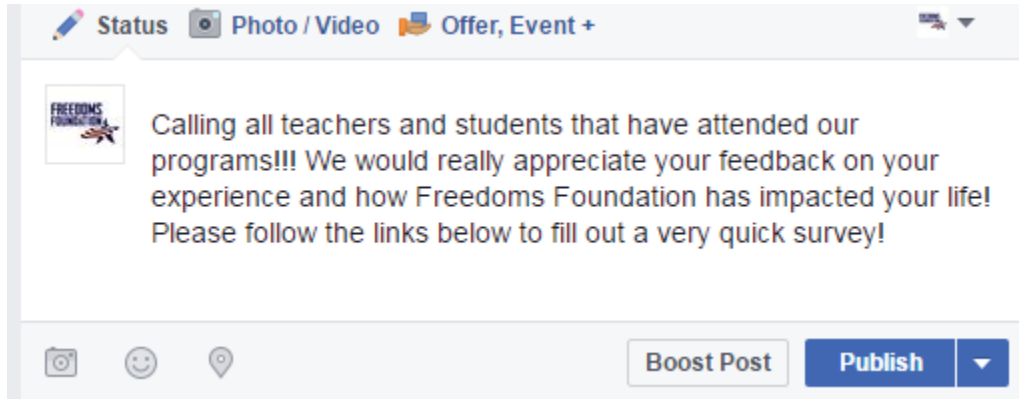 Status Photo / Video Offer, Event +
FREEDOMS
FOUNDATION
Calling all teachers and students that have attended our
programs!!! We would really appreciate your feedback on your
experience and how Freedoms Foundation has impacted your life!
Please follow the links below to fill out a very quick survey!
Boost Post Publish